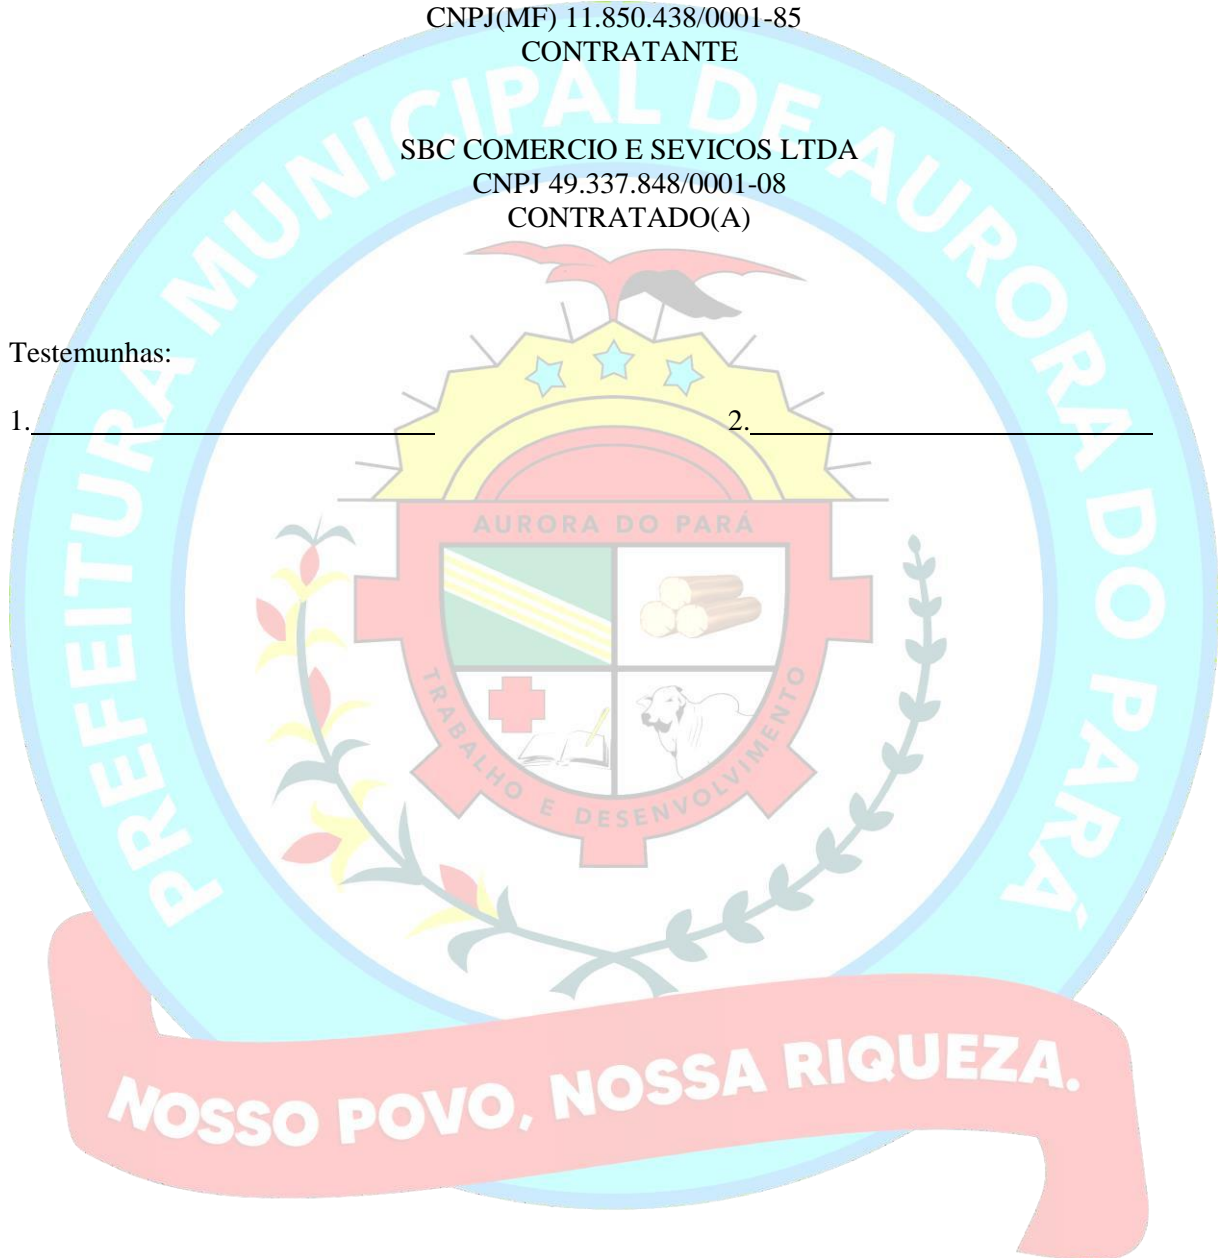 CNPJ(MF) 11.850.438/0001-85
CONTRATANTE
SBC COMERCIO E SEVICOS LTDA
CNPJ 49.337.848/0001-08
CONTRATADO(A)
Testemunhas:
1. 2.
PREFEITURA MUNICIPAL DE AURORA DO PARÁ
AURORA DO PARÁ
TRABALHO E DESENVOLVIMENTO
NOSSO POVO, NOSSA RIQUEZA.